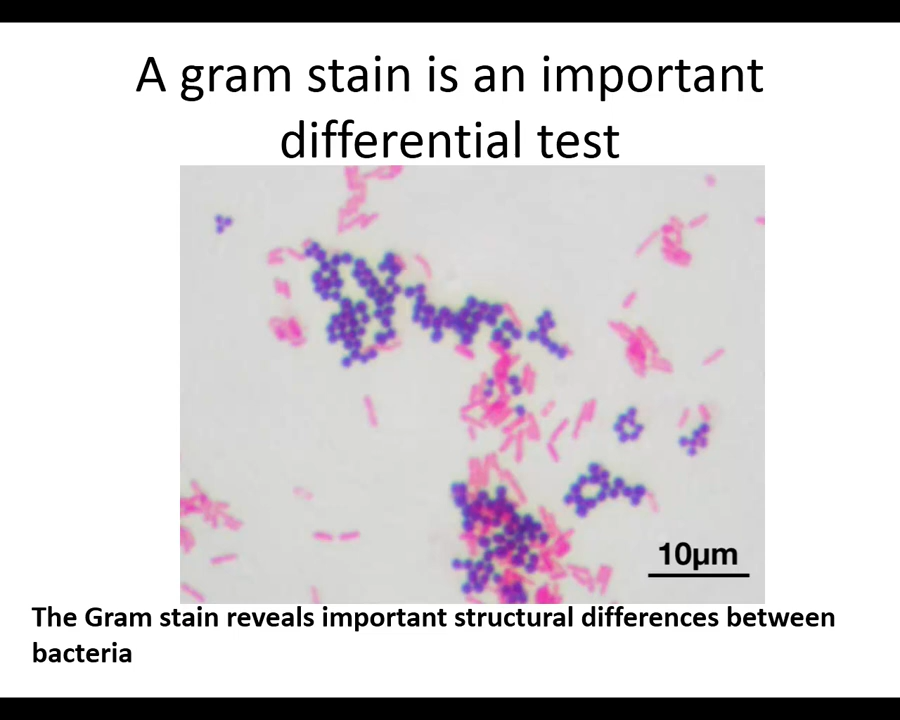 A gram stain is an important
differential test
10μm
The Gram stain reveals important structural differences between
bacteria